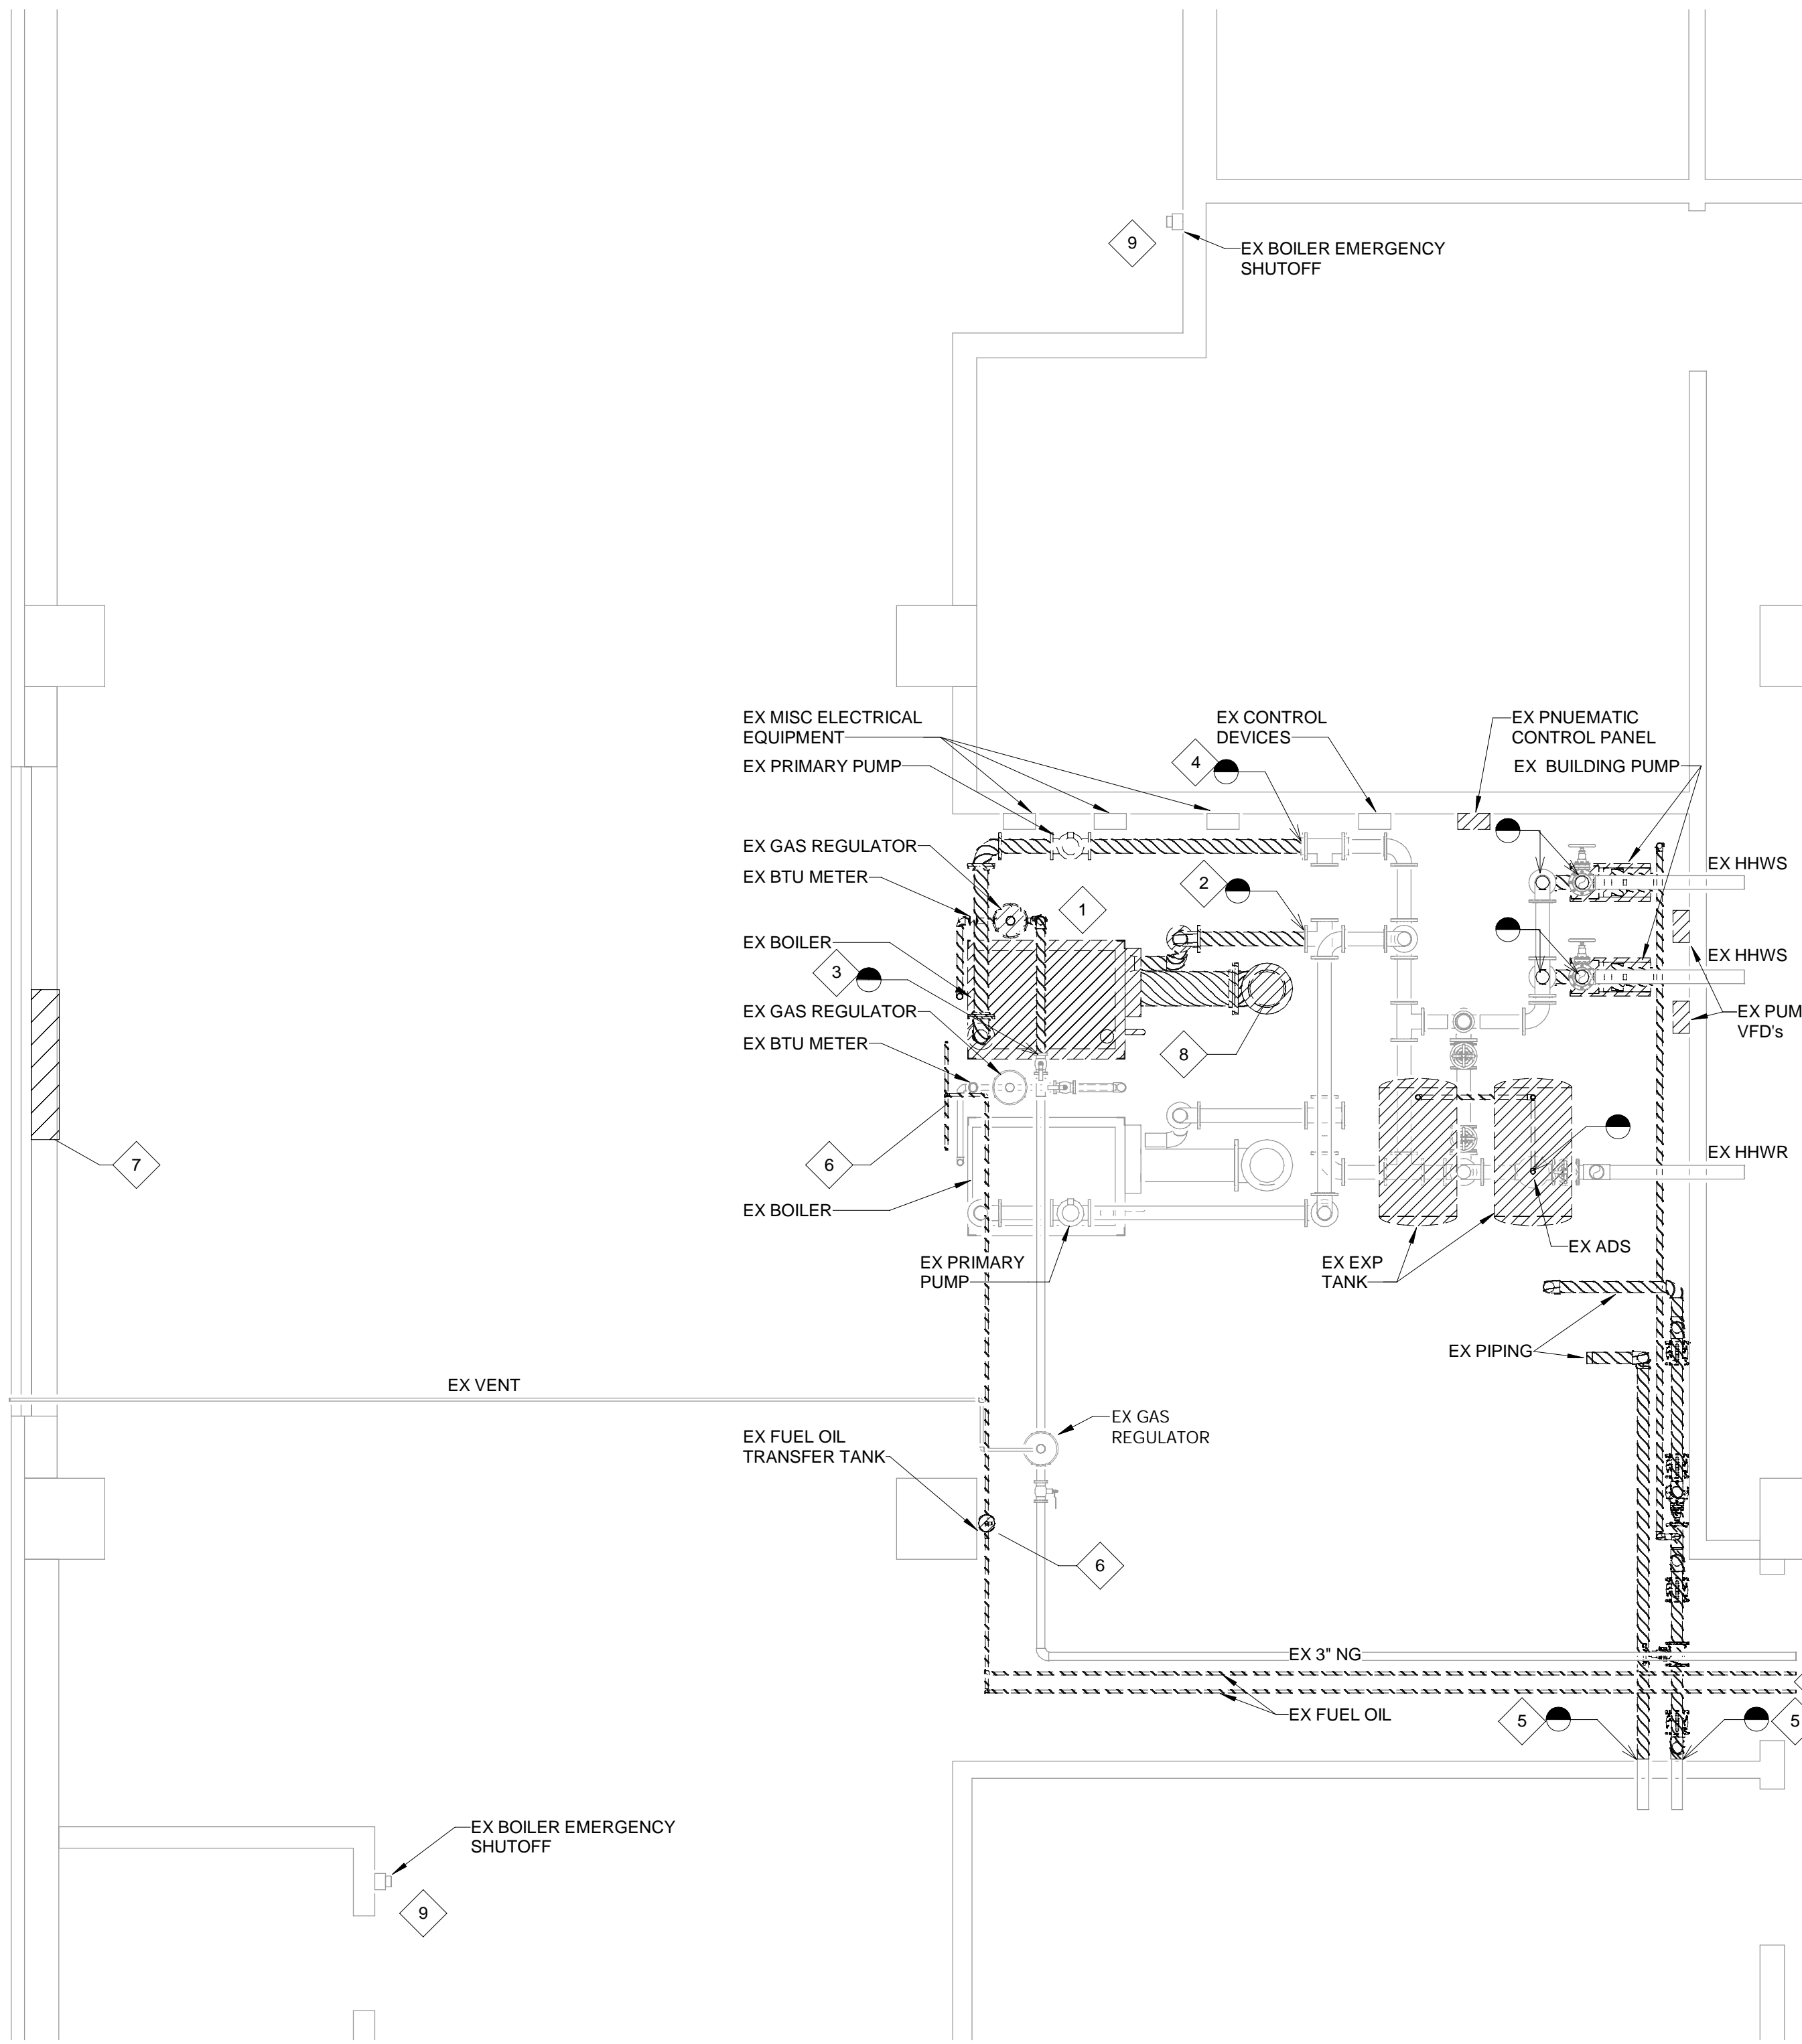 9
EX BOILER EMERGENCY
SHUTOFF
EX MISC ELECTRICAL
EQUIPMENT
EX CONTROL
DEVICES
EX PNUEMATIC
CONTROL PANEL
4
EX PRIMARY PUMP
EX  BUILDING PUMP
EX GAS REGULATOR
EX HHWS
EX BTU METER
2
1
EX BOILER
3
EX HHWS
EX GAS REGULATOR
EX PUM
VFD's
EX BTU METER
8
7
6
EX HHWR
EX BOILER
EX ADS
EX PRIMARY
PUMP
EX EXP
TANK
EX PIPING
EX VENT
EX GAS
REGULATOR
EX FUEL OIL
TRANSFER TANK
6
EX 3" NG
EX FUEL OIL
5
5
EX BOILER EMERGENCY
SHUTOFF
9